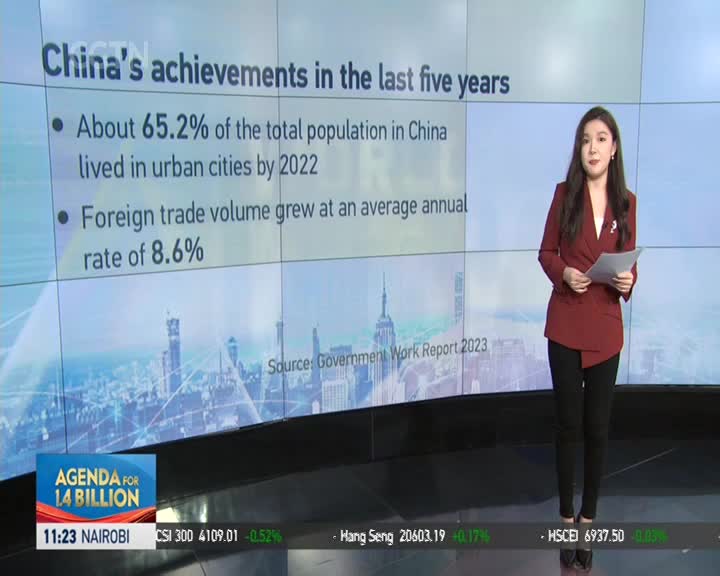 CGTN
China's achievements in the last five years
• About 65.2% of the total population in China
lived in urban cities by 2022
• Foreign trade volume grew at an average annual
rate of 8.6%
Source: Government Work Report 2023
AGENDA FOR
1.4 BILLION
11:23 NAIROBI
CSI 300 4109.01 -0.52% - Hang Seng 20603.19 +0.17% - HSCEI 6937.50 -0.03%